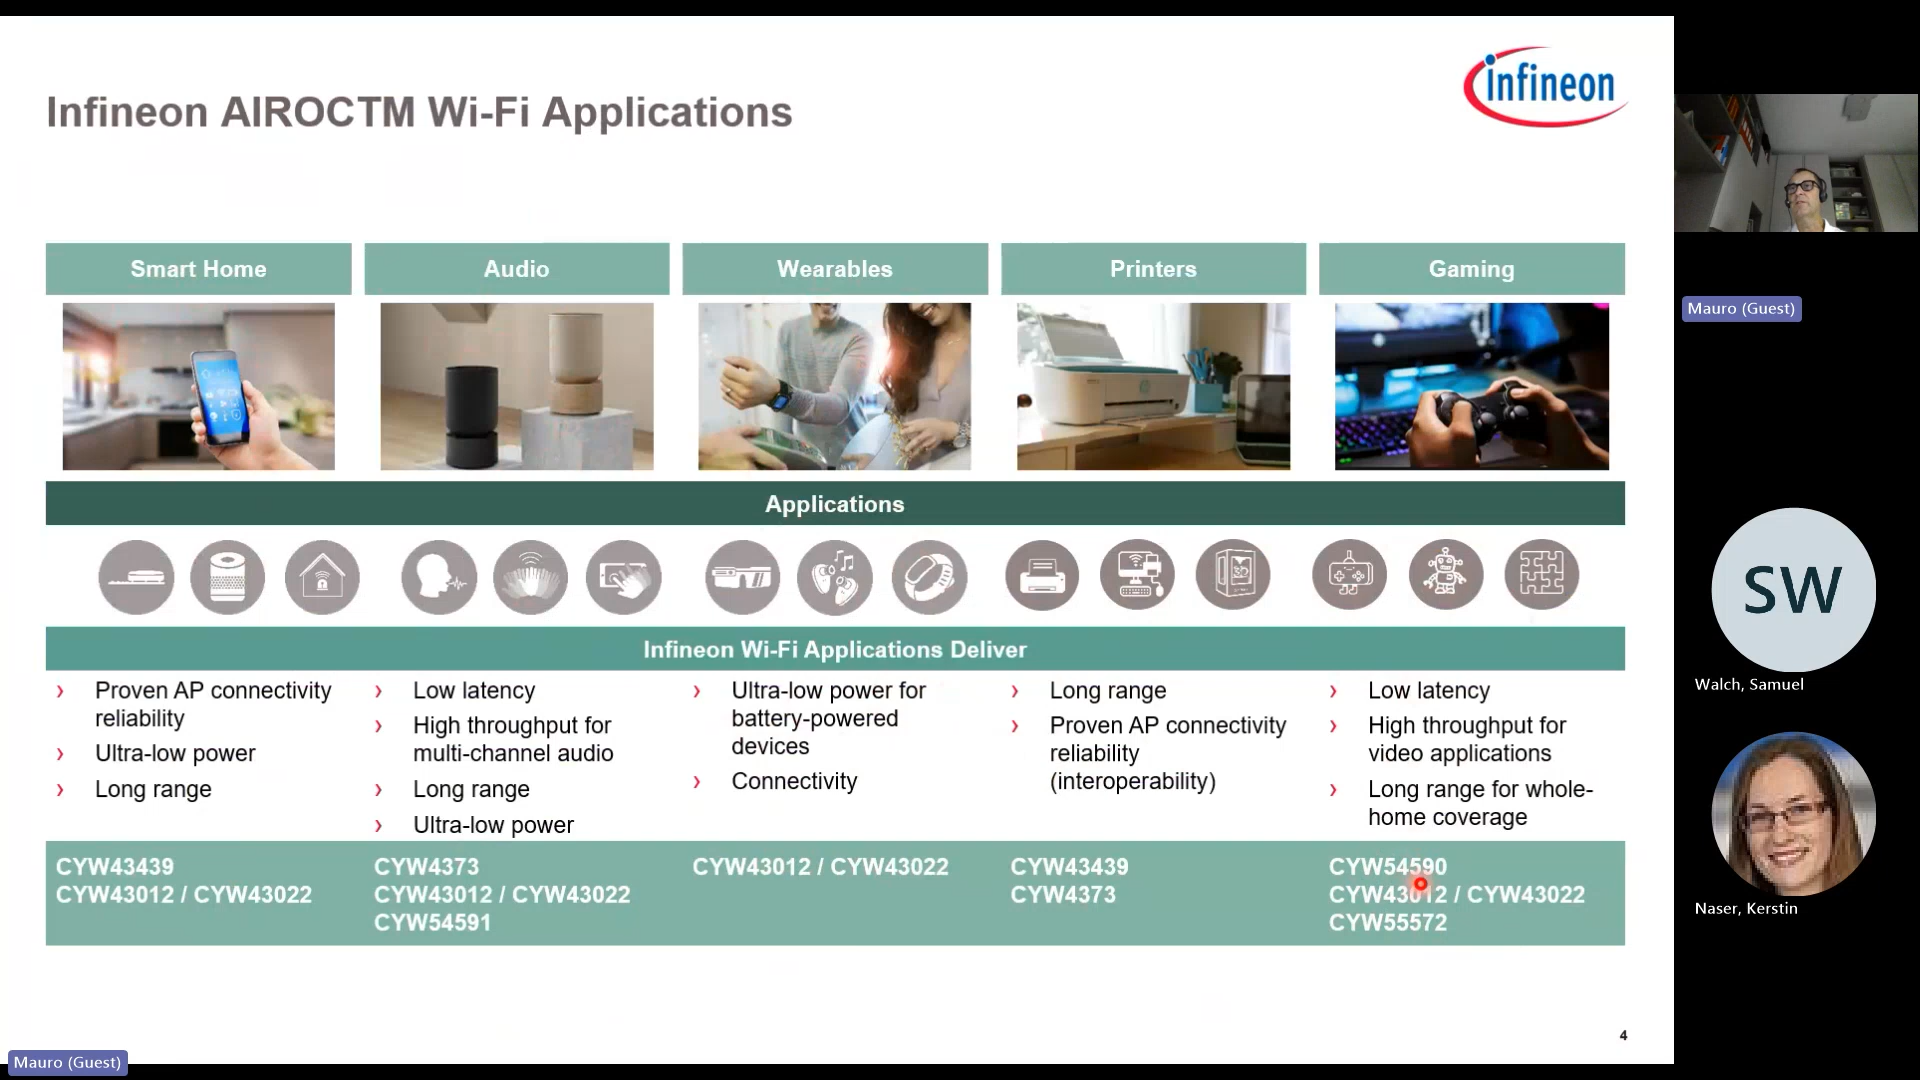 Infineon AIROCTM Wi-Fi Applications
infineon
Smart Home
Audio
Wearables
Printers
Gaming
Applications
Infineon Wi-Fi Applications Deliver
› Proven AP connectivity
reliability
› Ultra-low power
› Long range
› Low latency
› High throughput for
multi-channel audio
› Long range
› Ultra-low power
› Ultra-low power for
battery-powered
devices
› Connectivity
› Long range
› Proven AP connectivity
reliability
(interoperability)
› Low latency
› High throughput for
video applications
› Long range for whole-
home coverage
CYW43439
CYW43012 / CYW43022
CYW4373
CYW43012 / CYW43022
CYW54591
CYW43012 / CYW43022
CYW43439
CYW4373
CYW54590
CYW43012 / CYW43022
CYW55572
4
Mauro (Guest)
Mauro (Guest)
SW
Walch, Samuel
Naser, Kerstin